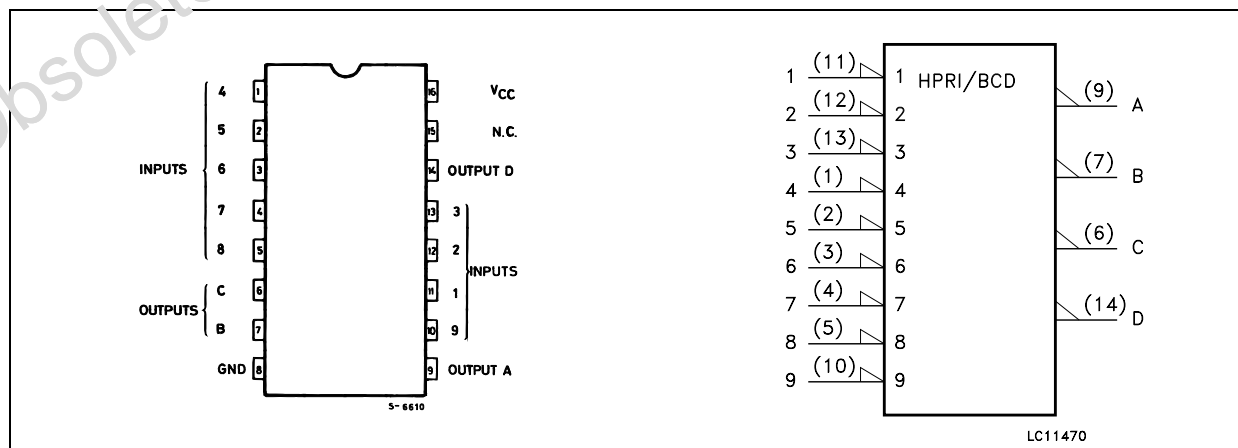 Obsolete
4 1 16 VCC
5 2 15 N.C.
INPUTS 6 3 14 OUTPUT D
7 4 13 3
8 5 12 2
INPUTS
C 6 11 1
OUTPUTS
B 7 10 9
GND 8 9 OUTPUT A
S-6610
HPRI/BCD
1 (11) 1
2 (12) 2
3 (13) 3
4 (1) 4
5 (2) 5
6 (3) 6
7 (4) 7
8 (5) 8
9 (10) 9
(9) A
(7) B
(6) C
(14) D
LC11470